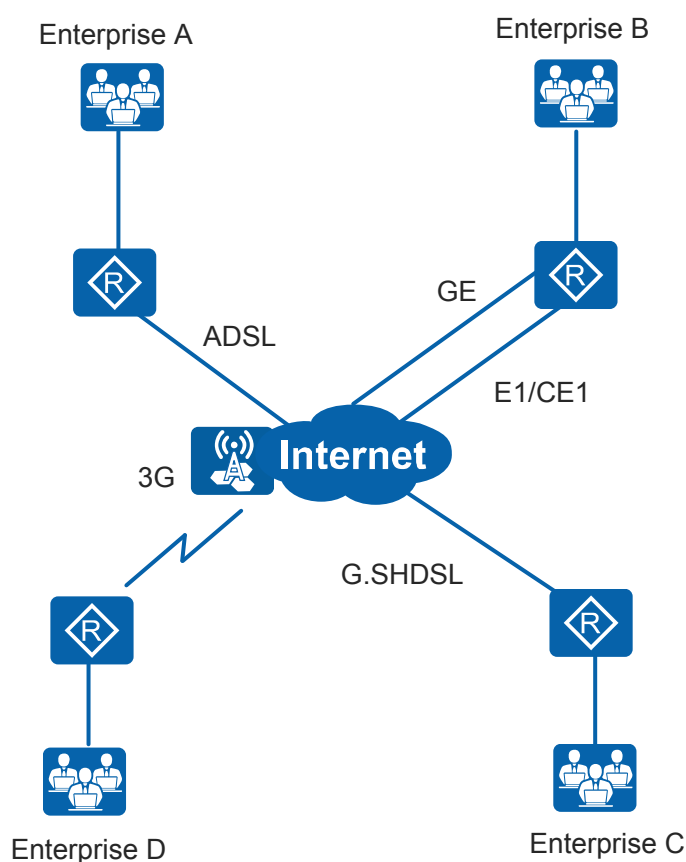 Enterprise A
Enterprise B
R
R
GE
ADSL
E1/CE1
Internet
3G
G.SHDSL
R
R
Enterprise D
Enterprise C